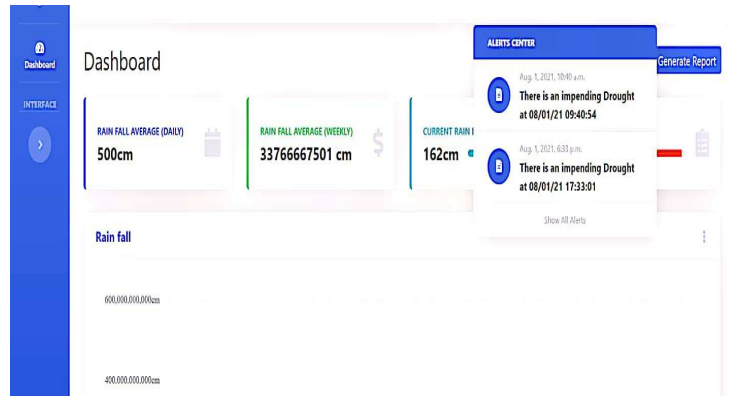 Dashboard
INTERFACE
Dashboard
Generate Report
RAIN FALL AVERAGE (DAILY)
500cm
RAIN FALL AVERAGE (WEEKLY)
33766667501 cm
CURRENT RAIN
162cm
ALERTS CENTER
Aug. 1, 2021, 10:40 a.m.
There is an impending Drought
at 08/01/21 09:40:54
Aug. 1, 2021, 6:33 p.m.
There is an impending Drought
at 08/01/21 17:33:01
Show All Alerts
Rain fall
600,000,000,000cm
400,000,000,000cm